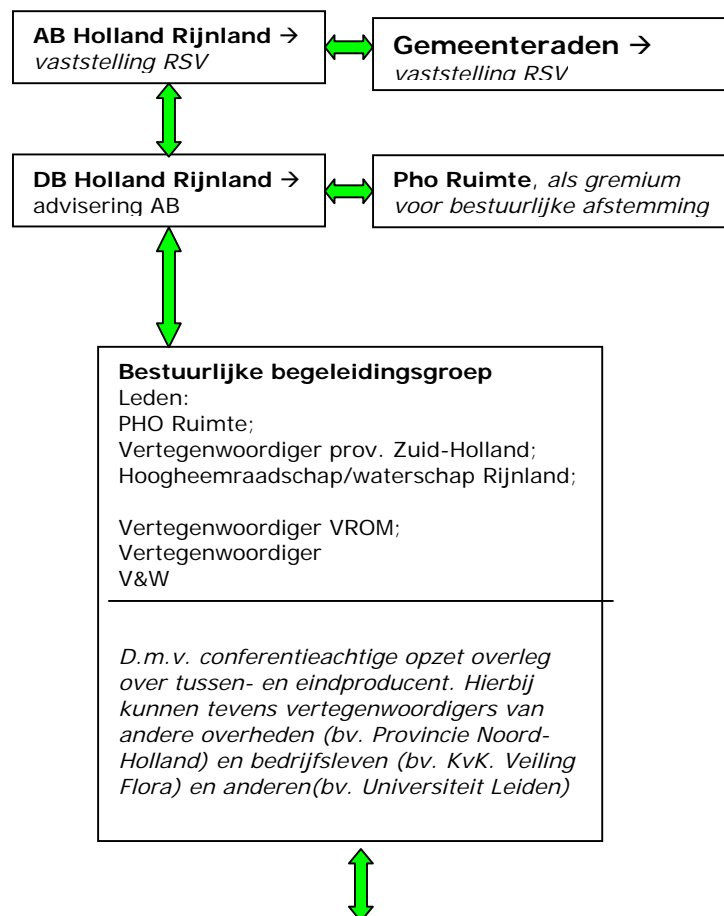 AB Holland Rijnland →
vaststelling RSV
Gemeenteraden →
vaststelling RSV
DB Holland Rijnland →
advisering AB
Pho Ruimte, als gremium
voor bestuurlijke afstemming
Bestuurlijke begeleidingsgroep
Leden:
PHO Ruimte;
Vertegenwoordiger prov. Zuid-Holland;
Hoogheemraadschap/waterschap Rijnland;
Vertegenwoordiger VROM;
Vertegenwoordiger
V&W
D.m.v. conferentieachtige opzet overleg
over tussen- en eindproducent. Hierbij
kunnen tevens vertegenwoordigers van
andere overheden (bv. Provincie Noord-
Holland) en bedrijfsleven (bv. KvK. Veiling
Flora) en anderen(bv. Universiteit Leiden)